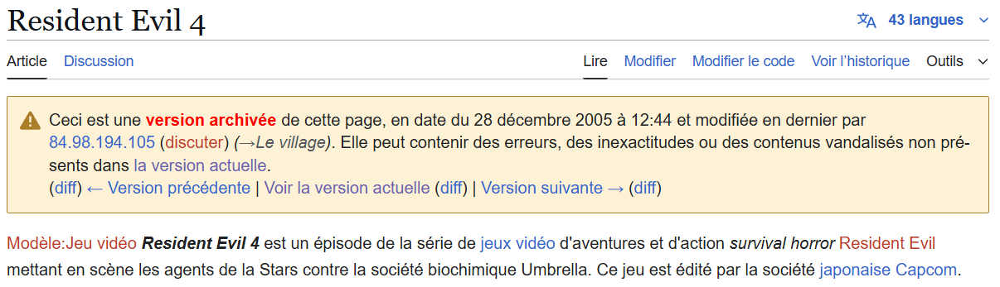 Resident Evil 4
43 langues
Article Discussion Lire Modifier Modifier le code Voir l’historique Outils
Ceci est une version archivée de cette page, en date du 28 décembre 2005 à 12:44 et modifiée en dernier par
84.98.194.105 (discuter) (→Le village). Elle peut contenir des erreurs, des inexactitudes ou des contenus vandalisés non pré-
sents dans la version actuelle.
(diff) ← Version précédente | Voir la version actuelle (diff) | Version suivante → (diff)
Modèle:Jeu vidéo Resident Evil 4 est un épisode de la série de jeux vidéo d'aventures et d'action survival horror Resident Evil
mettant en scène les agents de la Stars contre la société biochimique Umbrella. Ce jeu est édité par la société japonaise Capcom.